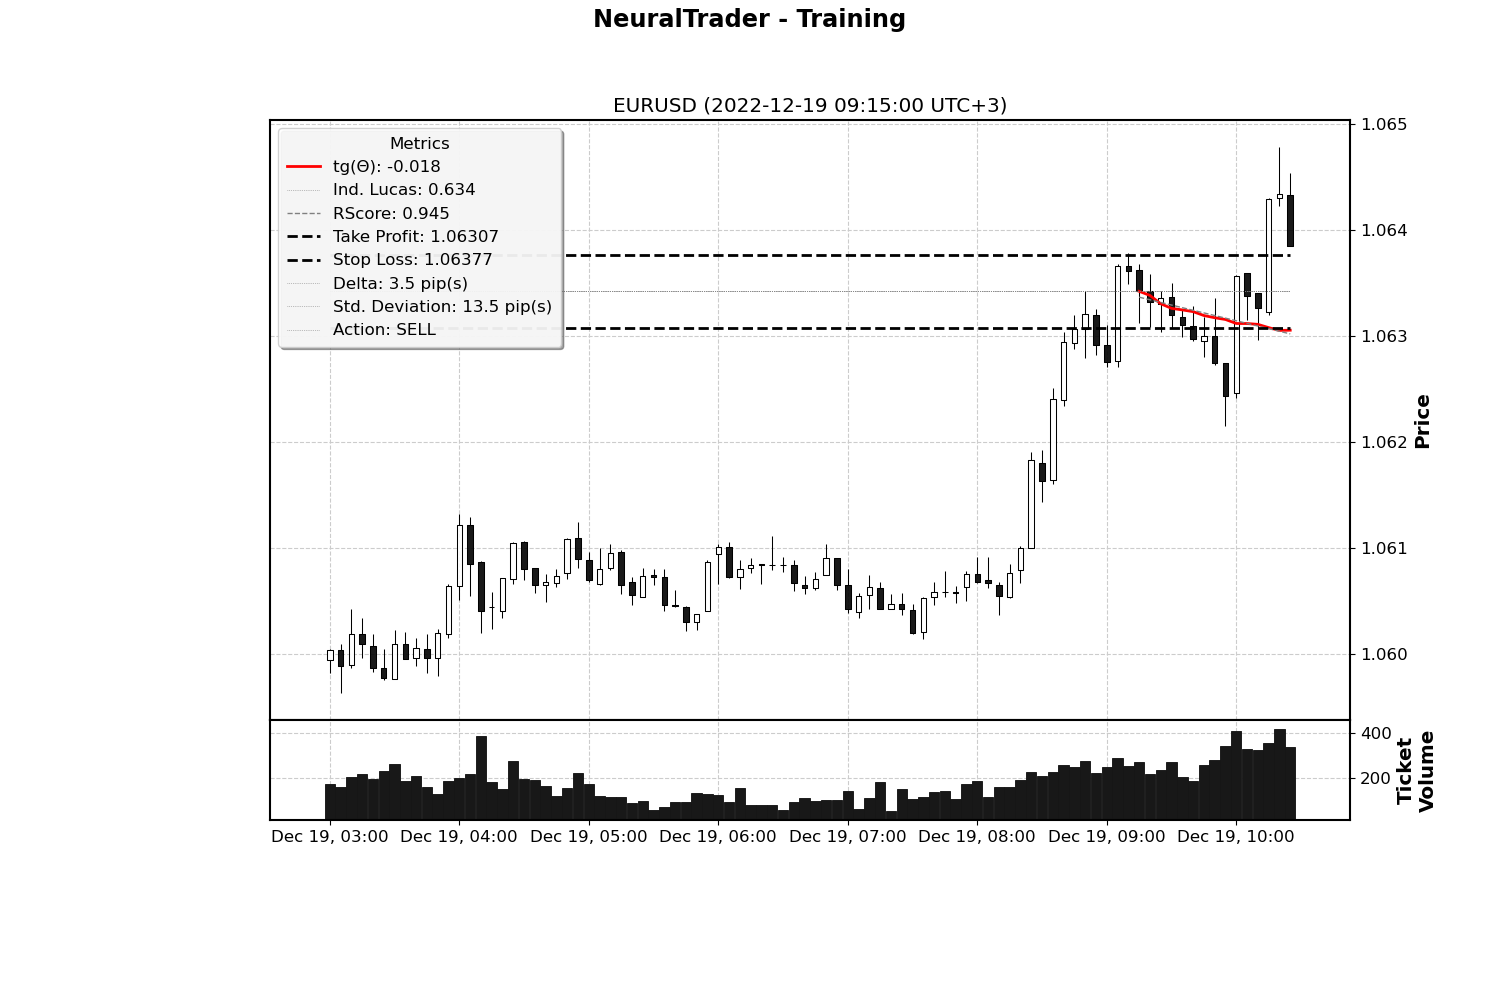 NeuralTrader - Training
EURUSD (2022-12-19 09:15:00 UTC+3)
Metrics
tg(Θ): -0.018
Ind. Lucas: 0.634
RScore: 0.945
Take Profit: 1.06307
Stop Loss: 1.06377
Delta: 3.5 pip(s)
Std. Deviation: 13.5 pip(s)
Action: SELL
1.065
1.064
1.063
1.062
1.061
1.060
Price
400
200
Ticket
Volume
Dec 19, 03:00 Dec 19, 04:00 Dec 19, 05:00 Dec 19, 06:00 Dec 19, 07:00 Dec 19, 08:00 Dec 19, 09:00 Dec 19, 10:00